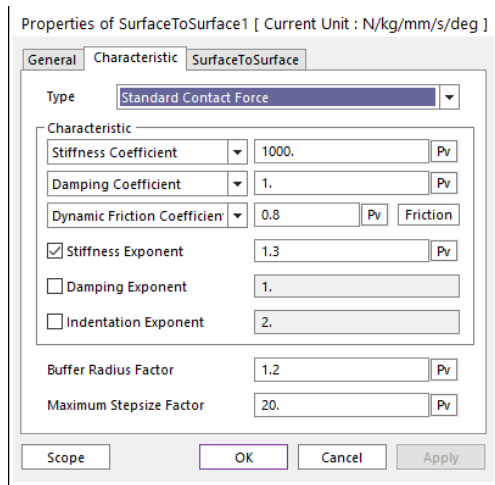 Properties of SurfaceToSurface1 [ Current Unit : N/kg/mm/s/deg ]
General Characteristic SurfaceToSurface
Type Standard Contact Force
Characteristic
Stiffness Coefficient 1000. Pv
Damping Coefficient 1. Pv
Dynamic Friction Coefficien 0.8 Pv Friction
Stiffness Exponent 1.3 Pv
Damping Exponent 1.
Indentation Exponent 2.
Buffer Radius Factor 1.2 Pv
Maximum Stepsize Factor 20. Pv
Scope OK Cancel Apply